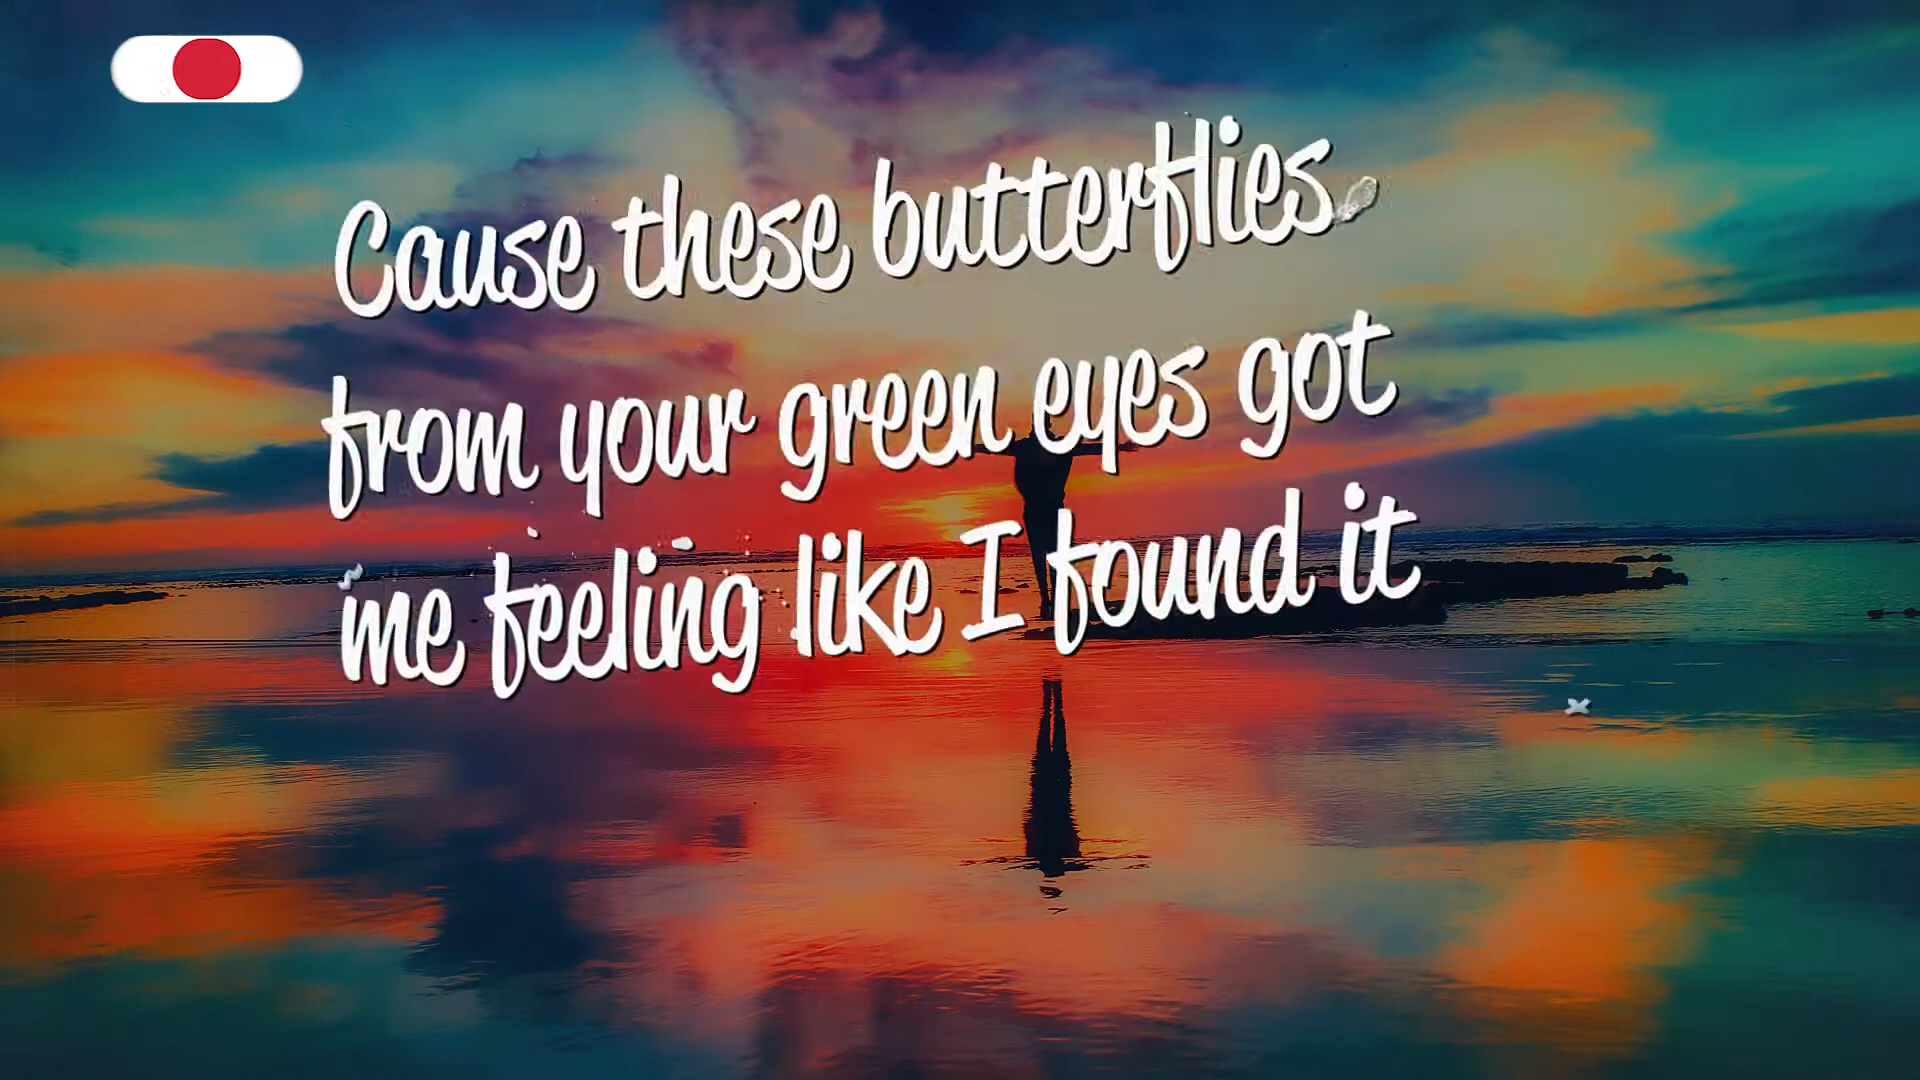 Cause these butterflies
from your green eyes got
me feeling like I found it